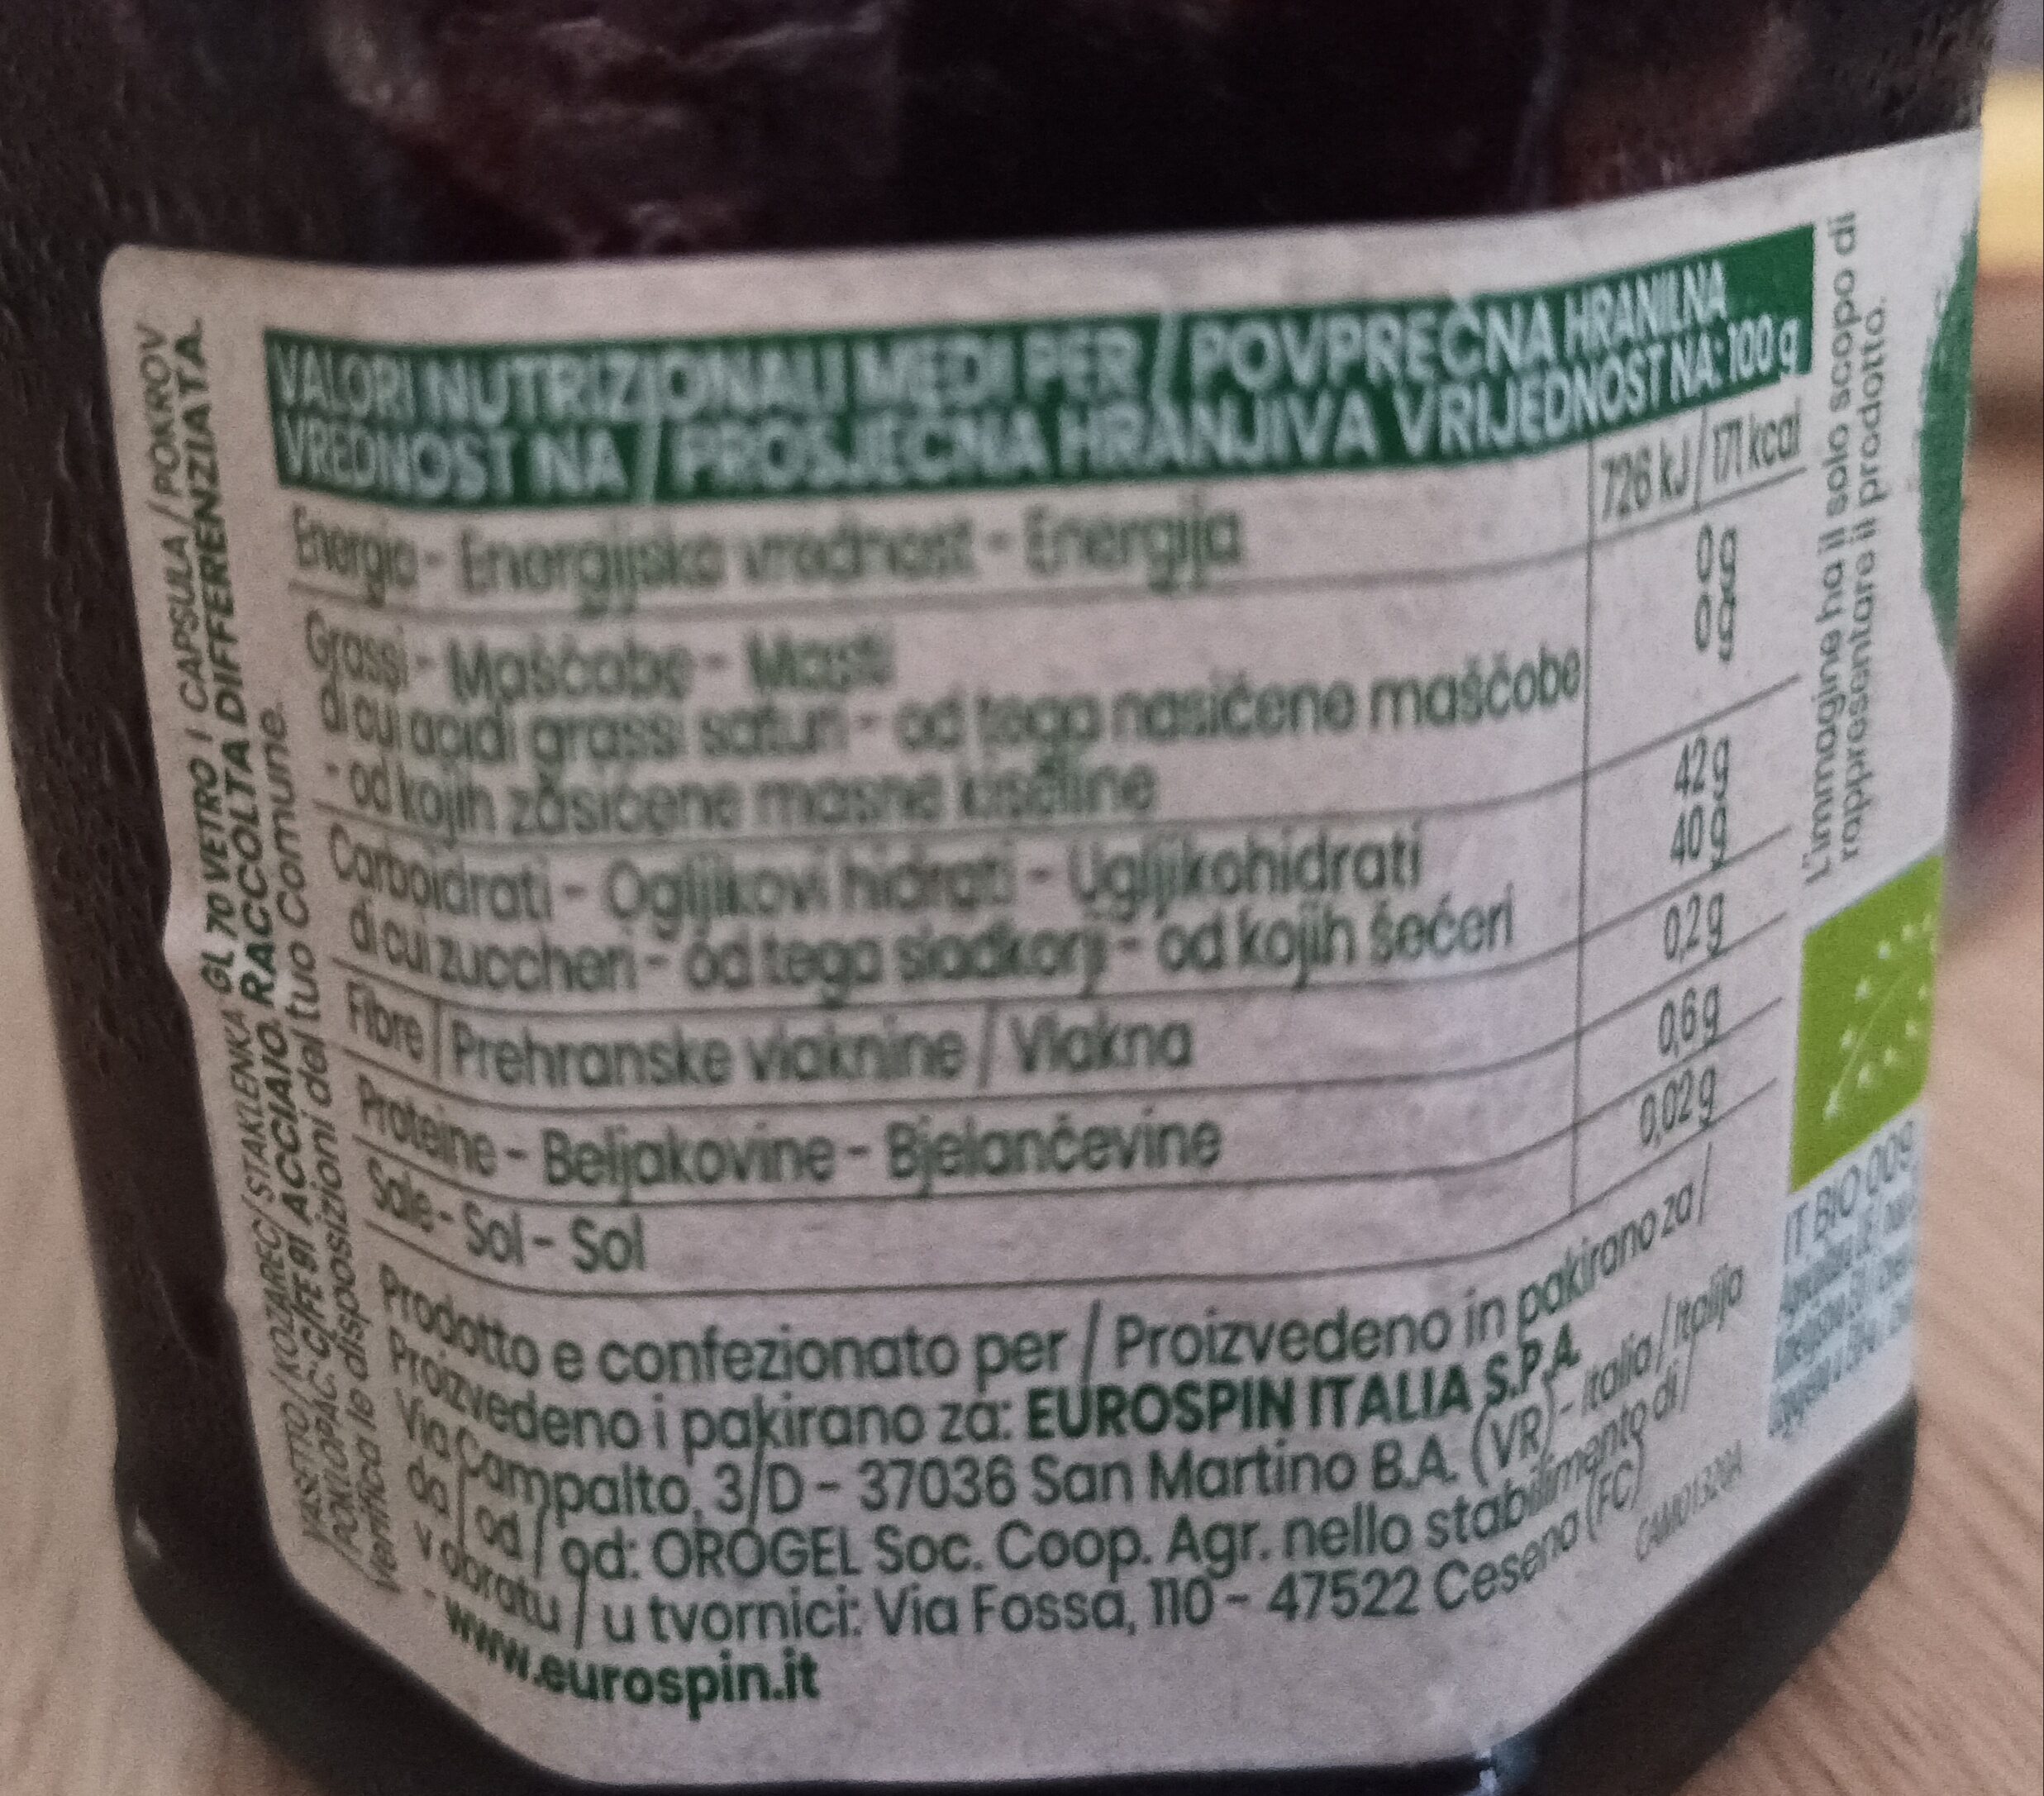 VALORI NUTRIZIONALI MEDI PER / POVPREČNA HRANILNA
VREDNOST NA / PROSJEČNA HRANJIVA VRIJEDNOST NA: 100 g
Energia - Energijska vrednost - Energija 726 kJ / 171 kcal
Grassi - Maščobe - Masti 0 g
di cui acidi grassi saturi - od tega nasičene maščobe 0 g
- od kojih zasićene masne kiseline
Carboidrati - Ogljikovi hidrati - Ugljikohidrati 42 g
di cui zuccheri - od tega sladkorji - od kojih šećeri 40 g
Fibre / Prehranske vlaknine / Vlakna 0,2 g
Proteine - Beljakovine - Bjelančevine 0,6 g
Sale - Sol - Sol 0,02 g
Prodotto e confezionato per / Proizvedeno in pakirano za /
Proizvedeno i pakirano za: EUROSPIN ITALIA S.P.A.
Via Campalto, 3/D - 37036 San Martino B.A. (VR) - Italia / Italija
da / od / od: OROGEL Soc. Coop. Agr. nello stabilimento di /
v obratu / u tvornici: Via Fossa, 110 - 47522 Cesena (FC)
- www.eurospin.it
VASETTO / KOZAREC / STAKLENKA GL 70 VETRO I CAPSULA / POKROV
/ POKLOPAC: C/FE 91 ACCIAIO. RACCOLTA DIFFERENZIATA.
Verifica le disposizioni del tuo Comune.
L'immagine ha il solo scopo di
rappresentare il prodotto.
IT BIO 009